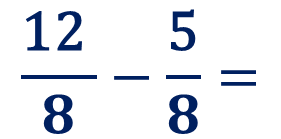 12/8 − 5/8 =